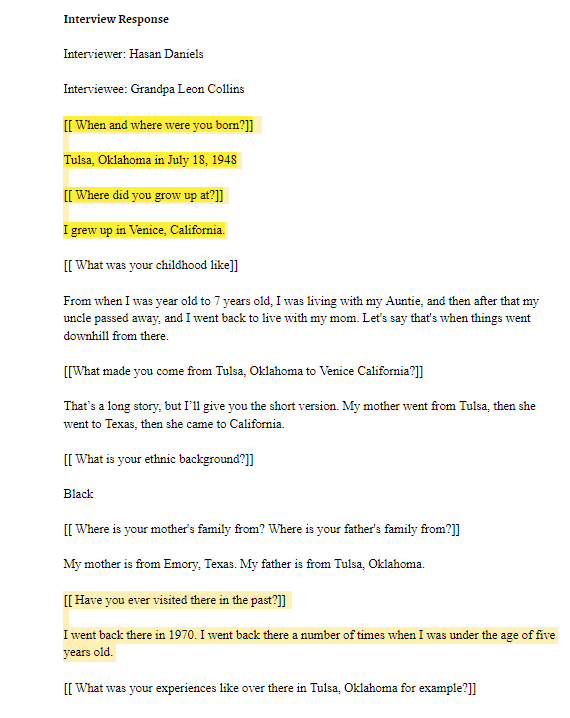 Interview Response
Interviewer: Hasan Daniels
Interviewee: Grandpa Leon Collins
[[ When and where were you born?]]
Tulsa, Oklahoma in July 18, 1948
[[ Where did you grow up at?]]
I grew up in Venice, California.
[[ What was your childhood like]]
From when I was year old to 7 years old, I was living with my Auntie, and then after that my
uncle passed away, and I went back to live with my mom. Let's say that's when things went
downhill from there.
[[What made you come from Tulsa, Oklahoma to Venice California?]]
That’s a long story, but I’ll give you the short version. My mother went from Tulsa, then she
went to Texas, then she came to California.
[[ What is your ethnic background?]]
Black
[[ Where is your mother's family from? Where is your father's family from?]]
My mother is from Emory, Texas. My father is from Tulsa, Oklahoma.
[[ Have you ever visited there in the past?]]
I went back there in 1970. I went back there a number of times when I was under the age of five
years old.
[[ What was your experiences like over there in Tulsa, Oklahoma for example?]]